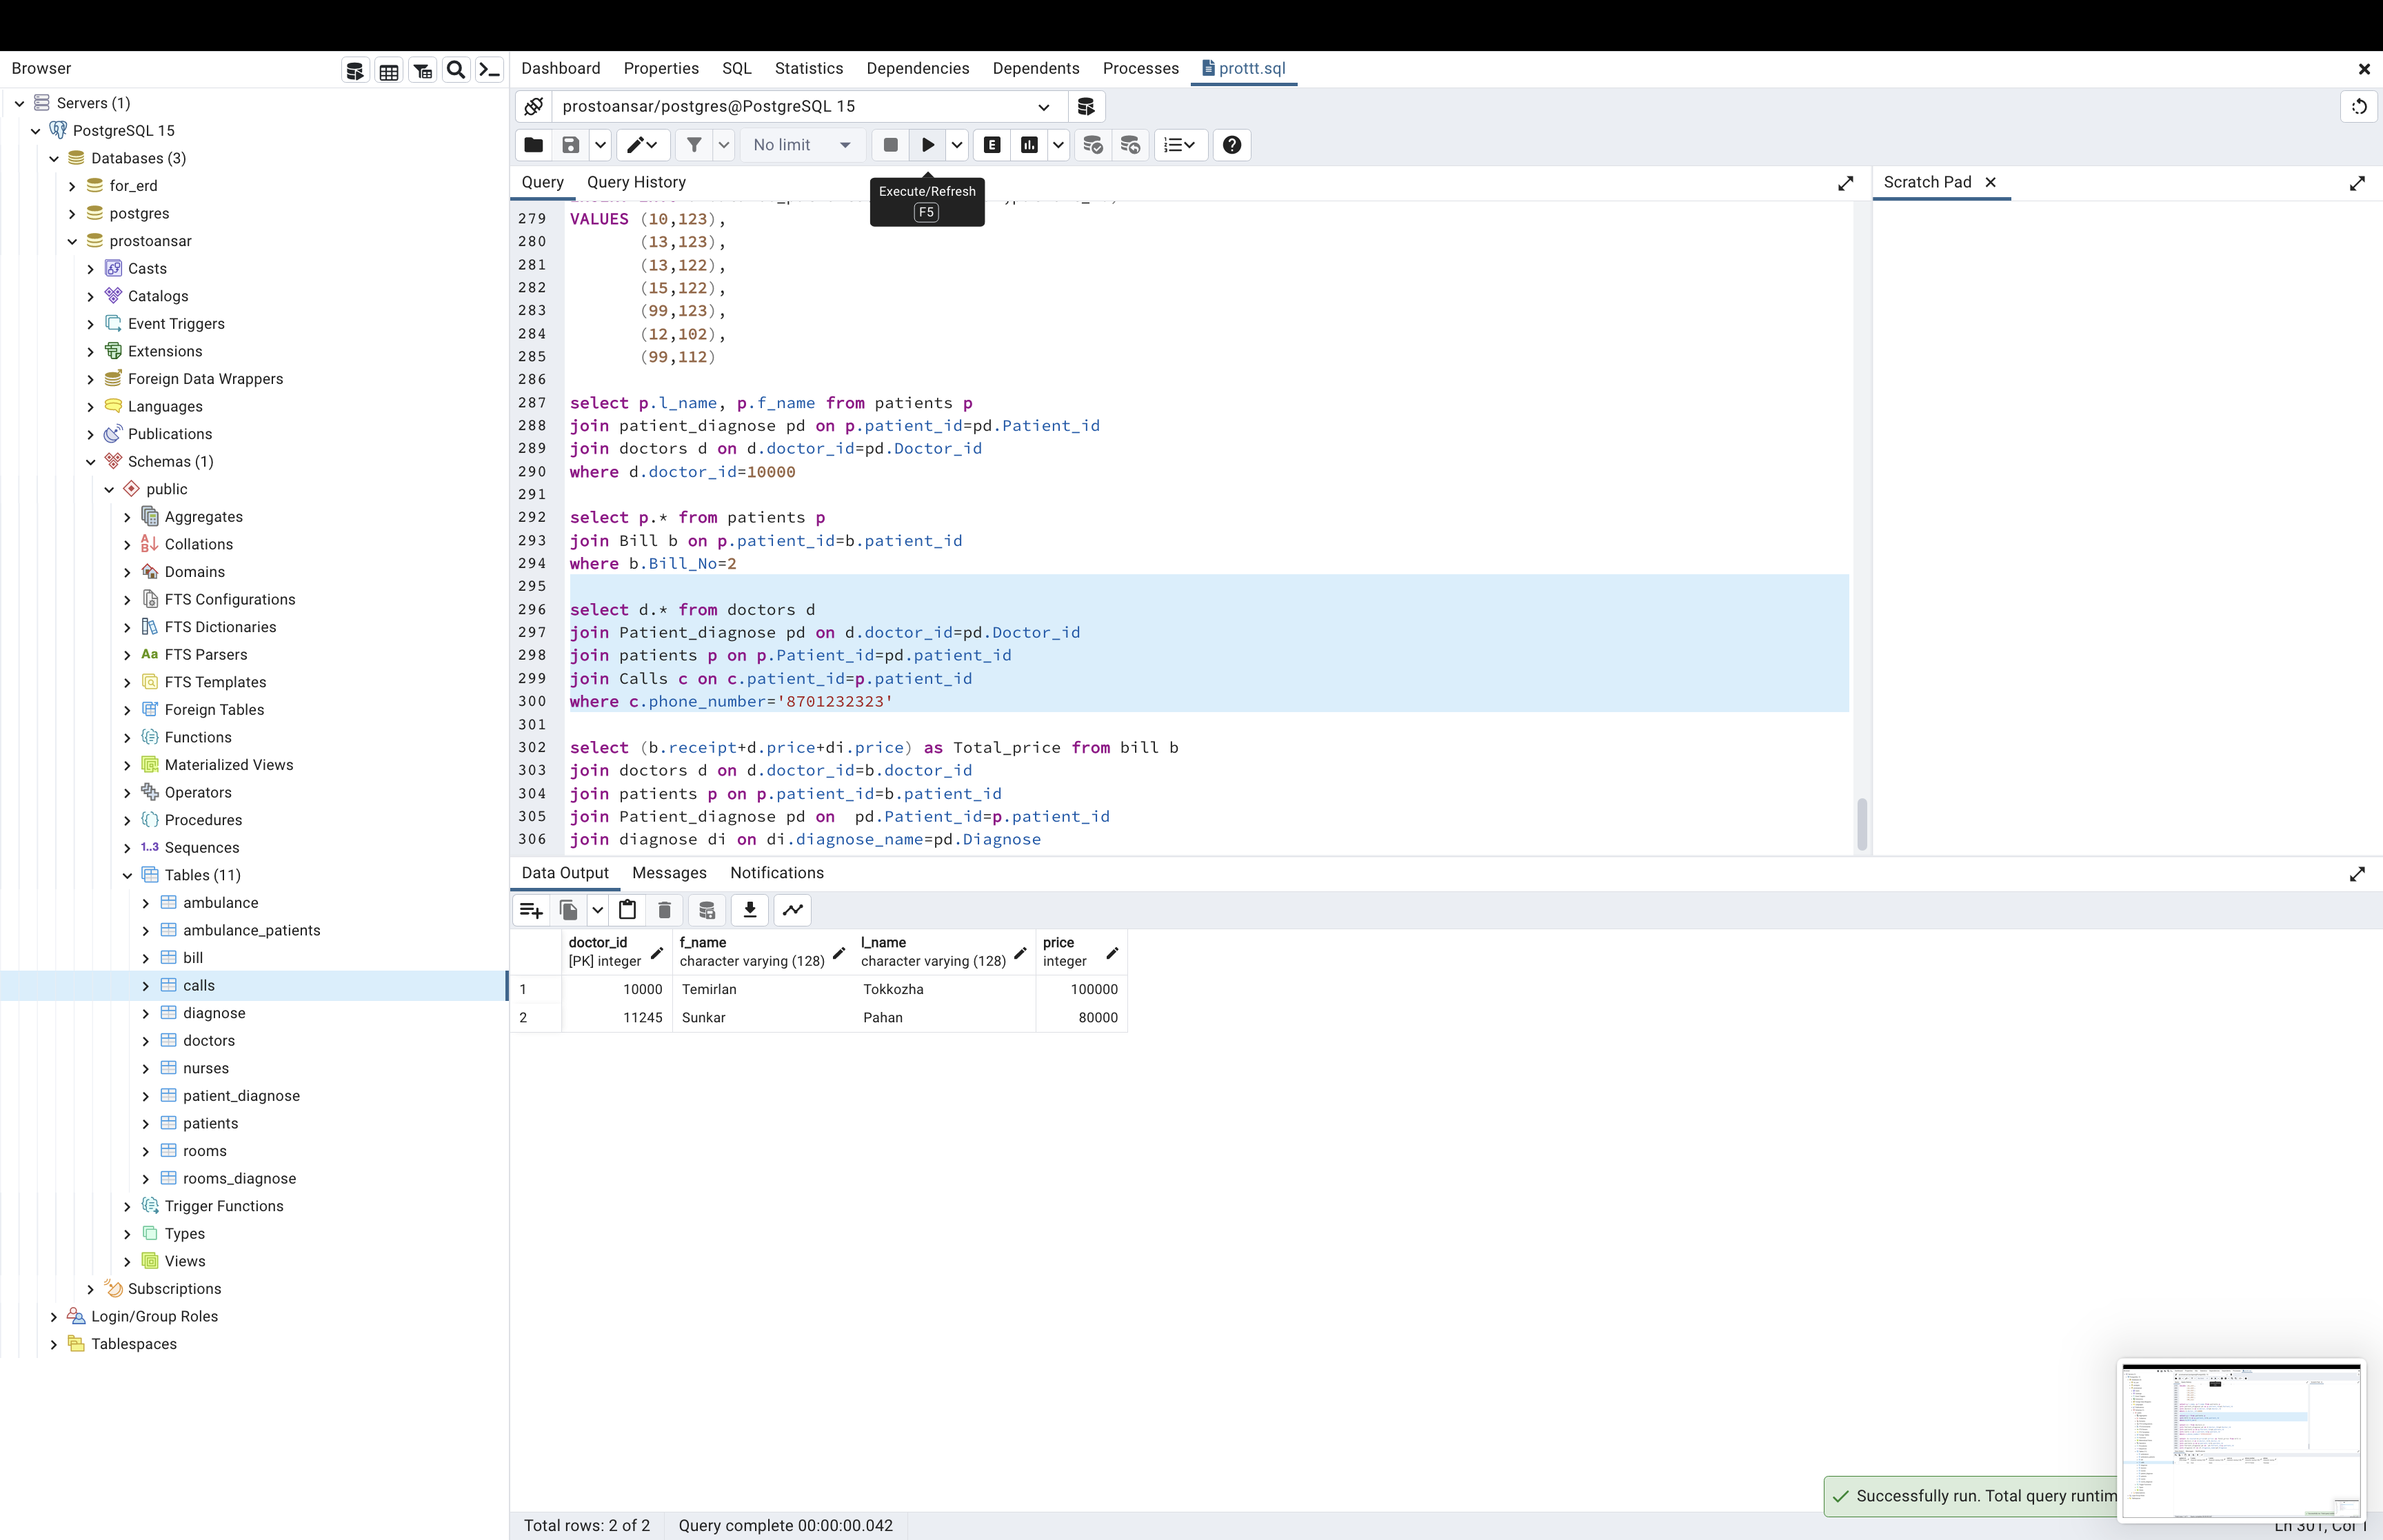 Browser
Servers (1)
PostgreSQL 15
Databases (3)
for_erd
postgres
prostoansar
Casts
Catalogs
Event Triggers
Extensions
Foreign Data Wrappers
Languages
Publications
Schemas (1)
public
Aggregates
Collations
Domains
FTS Configurations
FTS Dictionaries
Aa FTS Parsers
FTS Templates
Foreign Tables
Functions
Materialized Views
Operators
Procedures
1..3 Sequences
Tables (11)
ambulance
ambulance_patients
bill
calls
diagnose
doctors
nurses
patient_diagnose
patients
rooms
rooms_diagnose
Trigger Functions
Types
Views
Subscriptions
Login/Group Roles
Tablespaces
Dashboard Properties SQL Statistics Dependencies Dependents Processes prottt.sql
prostoansar/postgres@PostgreSQL 15
No limit
E
Query Query History
Execute/Refresh
F5
Scratch Pad
279 VALUES (10,123),
280 (13,123),
281 (13,122),
282 (15,122),
283 (99,123),
284 (12,102),
285 (99,112)
286
287 select p.l_name, p.f_name from patients p
288 join patient_diagnose pd on p.patient_id=pd.Patient_id
289 join doctors d on d.doctor_id=pd.Doctor_id
290 where d.doctor_id=10000
291
292 select p.* from patients p
293 join Bill b on p.patient_id=b.patient_id
294 where b.Bill_No=2
295
296 select d.* from doctors d
297 join Patient_diagnose pd on d.doctor_id=pd.Doctor_id
298 join patients p on p.Patient_id=pd.patient_id
299 join Calls c on c.patient_id=p.patient_id
300 where c.phone_number='8701232323'
301
302 select (b.receipt+d.price+di.price) as Total_price from bill b
303 join doctors d on d.doctor_id=b.doctor_id
304 join patients p on p.patient_id=b.patient_id
305 join Patient_diagnose pd on  pd.Patient_id=p.patient_id
306 join diagnose di on di.diagnose_name=pd.Diagnose
Data Output Messages Notifications
doctor_id f_name l_name price
[PK] integer character varying (128) character varying (128) integer
1 10000 Temirlan Tokkozha 100000
2 11245 Sunkar Pahan 80000
Successfully run. Total query runtim
Total rows: 2 of 2 Query complete 00:00:00.042 Ln 301, Col 1